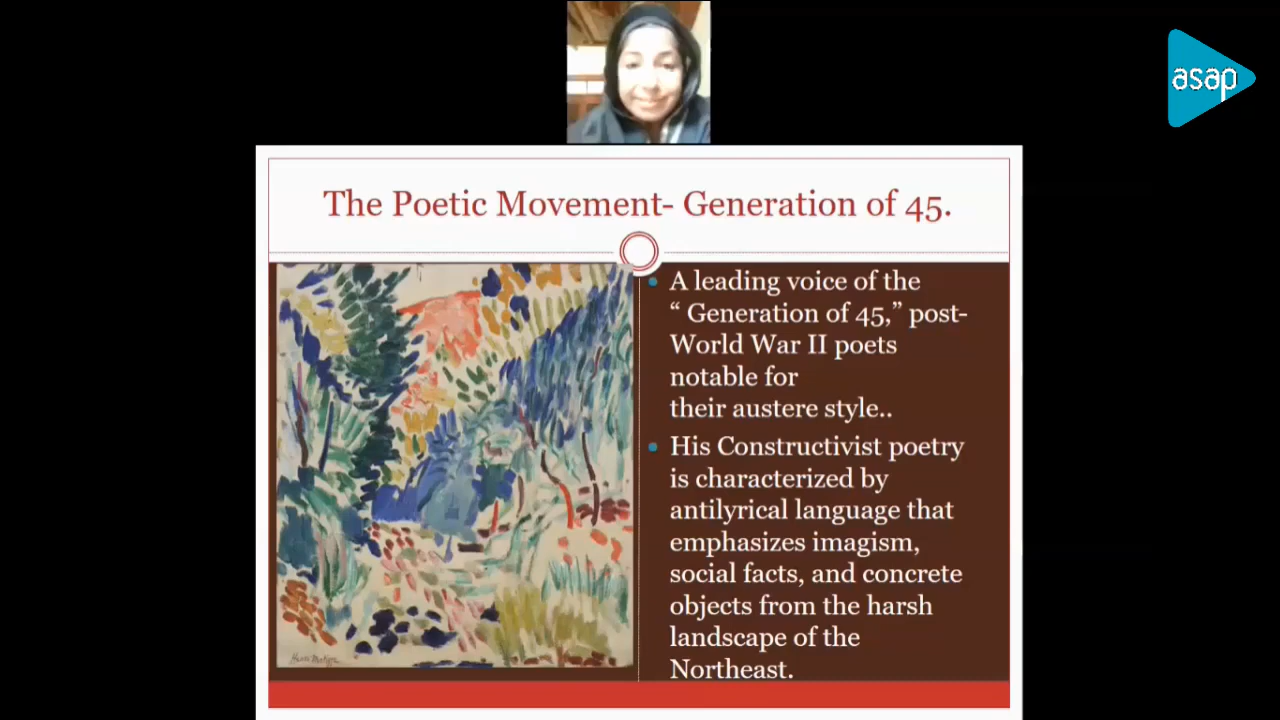 asap
The Poetic Movement- Generation of 45.
A leading voice of the
“ Generation of 45,” post-
World War II poets
notable for
their austere style..
His Constructivist poetry
is characterized by
antilyrical language that
emphasizes imagism,
social facts, and concrete
objects from the harsh
landscape of the
Northeast.